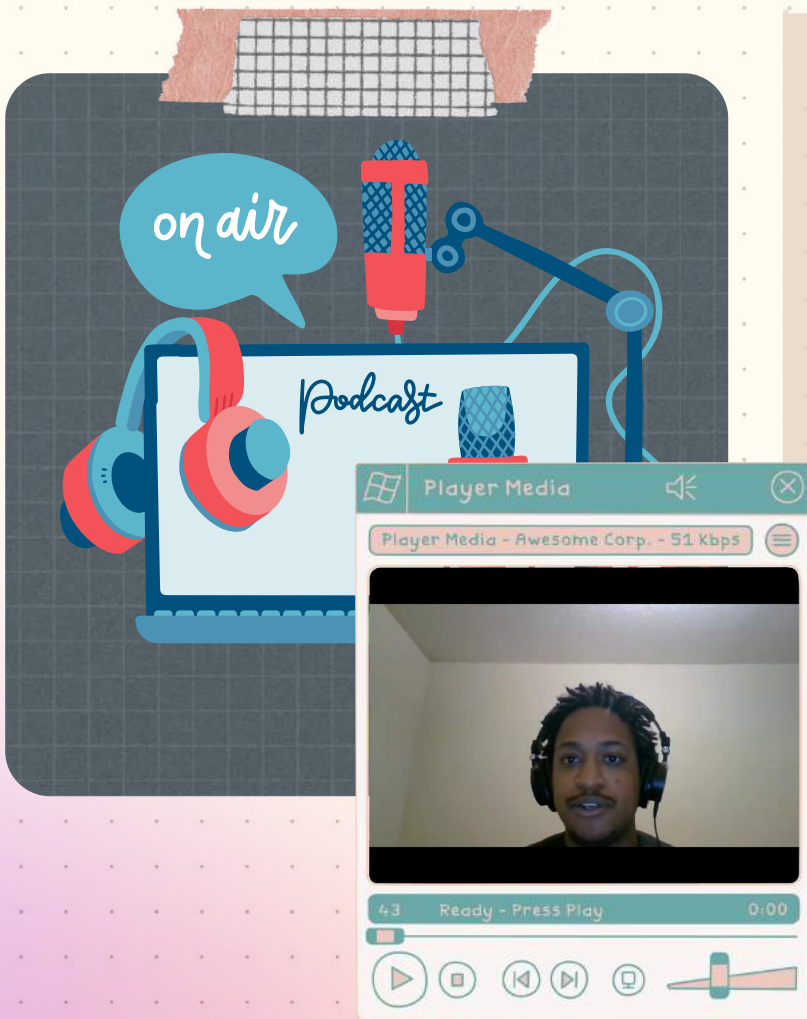 on air
podcast
Player Media
Player Media - Awesome Corp. - 51 Kbps
43 Ready - Press Play 0:00